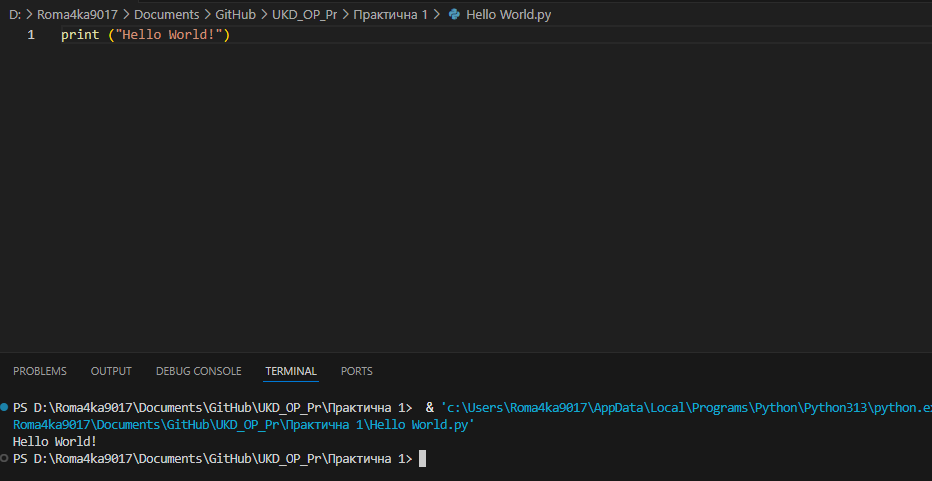 D: > Roma4ka9017 > Documents > GitHub > UKD_OP_Pr > Практична 1 > Hello World.py
1 print ("Hello World!")
PROBLEMS OUTPUT DEBUG CONSOLE TERMINAL PORTS
PS D:\Roma4ka9017\Documents\GitHub\UKD_OP_Pr\Практична 1> & 'c:\Users\Roma4ka9017\AppData\Local\Programs\Python\Python313\python.ex
Roma4ka9017\Documents\GitHub\UKD_OP_Pr\Практична 1\Hello World.py'
Hello World!
PS D:\Roma4ka9017\Documents\GitHub\UKD_OP_Pr\Практична 1>